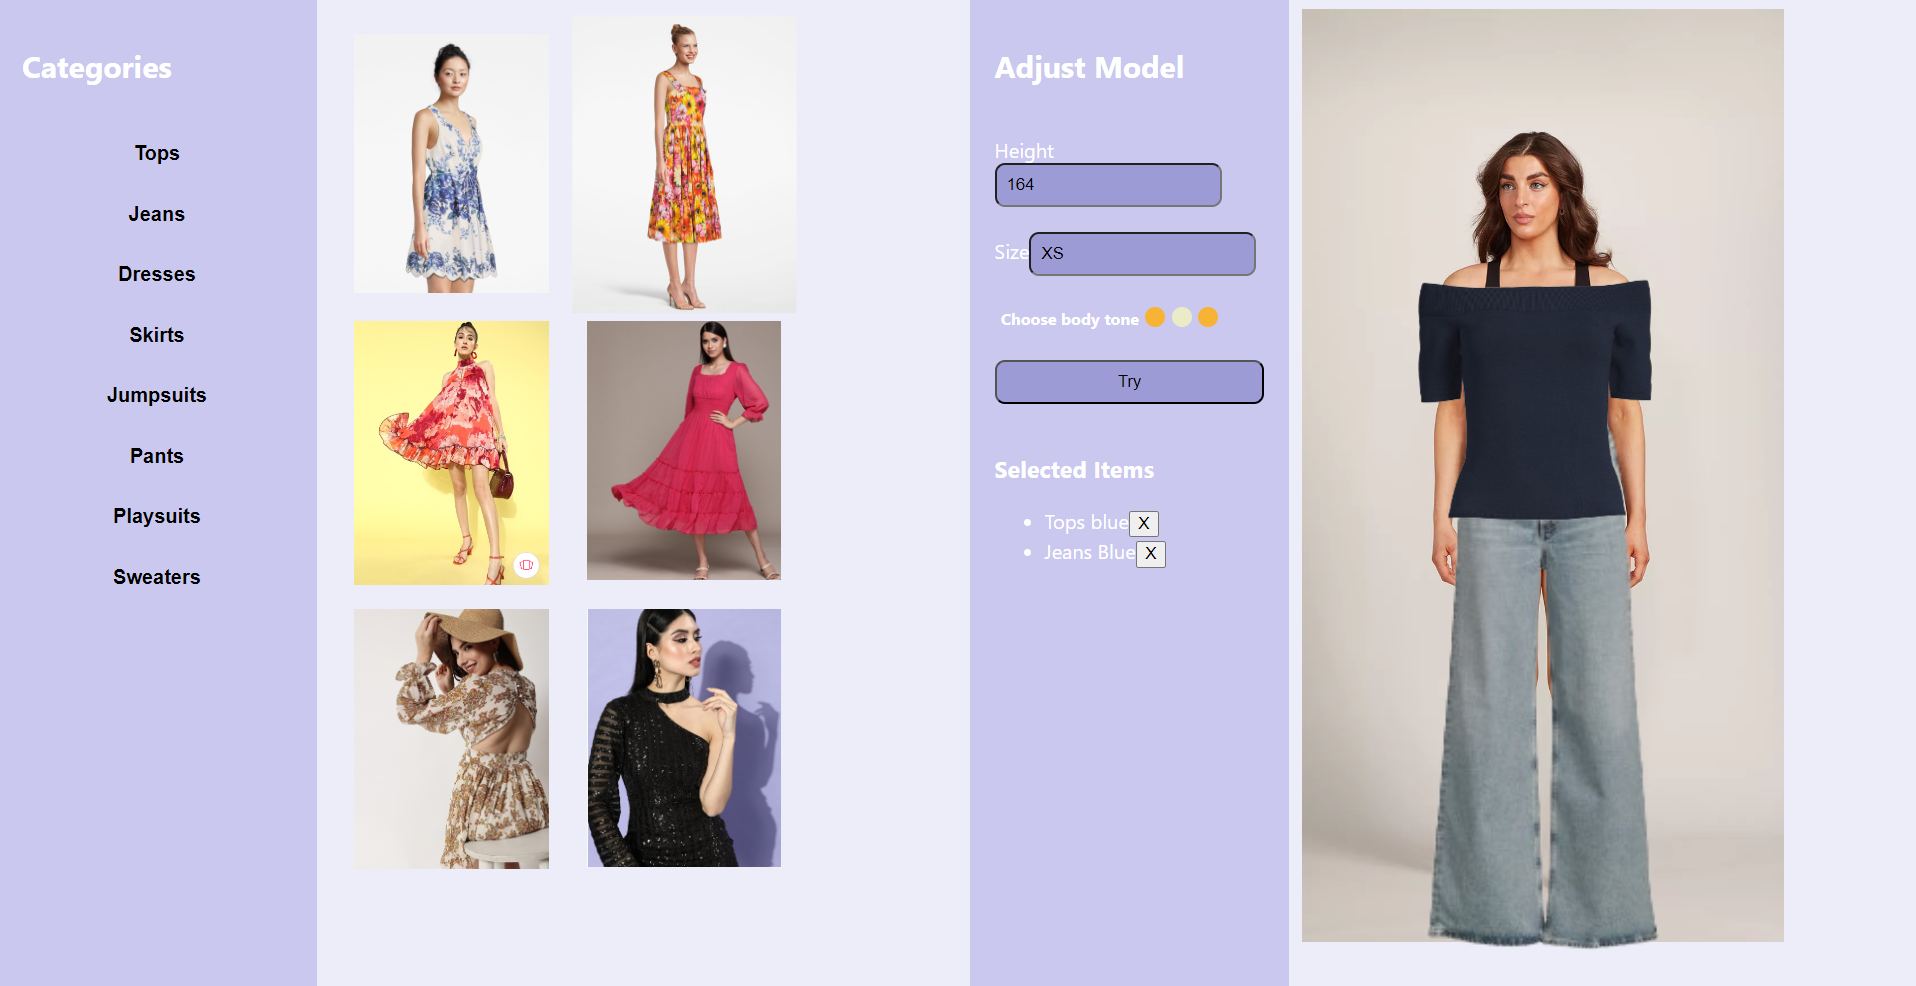 Categories
Tops
Jeans
Dresses
Skirts
Jumpsuits
Pants
Playsuits
Sweaters
Adjust Model
Height
164
Size XS
Choose body tone
Try
Selected Items
Tops blue X
Jeans Blue X